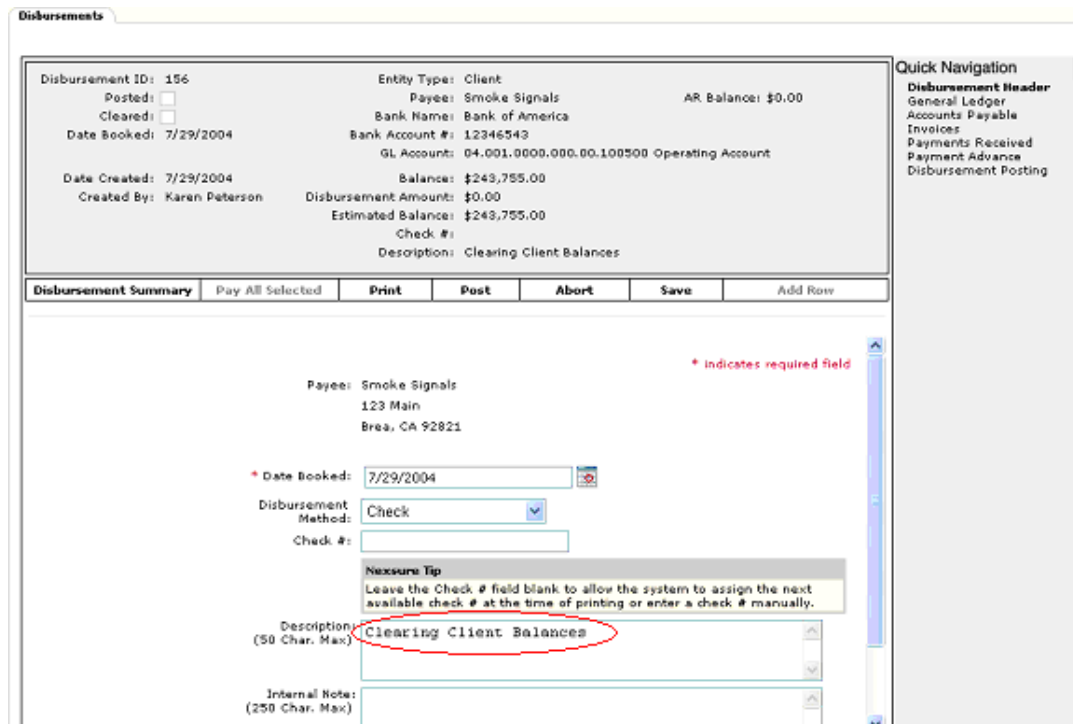 Disbursements
Disbursement ID: 156 Entity Type: Client
Posted: Payee: Smoke Signals AR Balance: $0.00
Cleared: Bank Name: Bank of America
Date Booked: 7/29/2004 Bank Account #: 12346543
GL Account: 04.001.0000.000.00.100500 Operating Account
Date Created: 7/29/2004 Balance: $243,755.00
Created By: Karen Peterson Disbursement Amount: $0.00
Estimated Balance: $243,755.00
Check #:
Description: Clearing Client Balances
Quick Navigation
Disbursement Header
General Ledger
Accounts Payable
Invoices
Payments Received
Payment Advance
Disbursement Posting
Disbursement Summary Pay All Selected Print Post Abort Save Add Row
* indicates required field
Payee: Smoke Signals
123 Main
Brea, CA 92821
* Date Booked: 7/29/2004
Disbursement
Method: Check
Check #:
Nexsure Tip
Leave the Check # field blank to allow the system to assign the next
available check # at the time of printing or enter a check # manually.
Description: Clearing Client Balances
(50 Char. Max)
Internal Note:
(250 Char. Max)